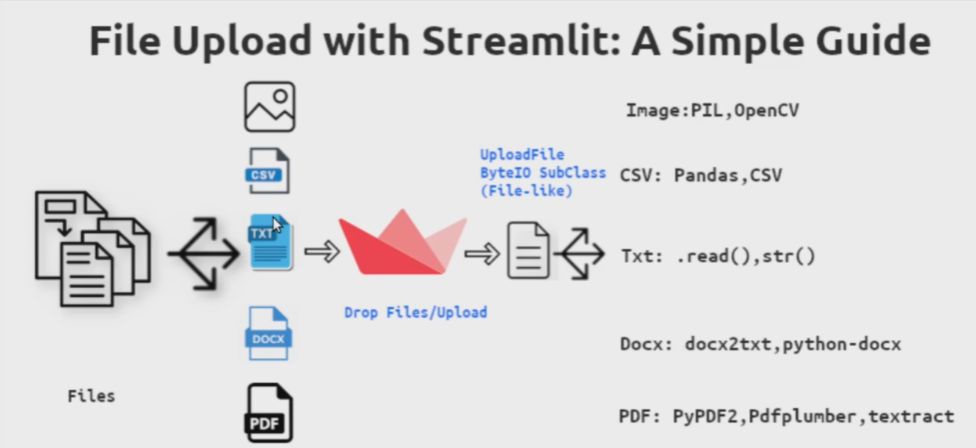 File Upload with Streamlit: A Simple Guide
Image:PIL,OpenCV
UploadFile
ByteIO SubClass
(File-like)
CSV
CSV: Pandas,CSV
TXT
Txt: .read(),str()
Drop Files/Upload
DOCX
Docx: docx2txt,python-docx
Files
PDF
PDF: PyPDF2,Pdfplumber,textract